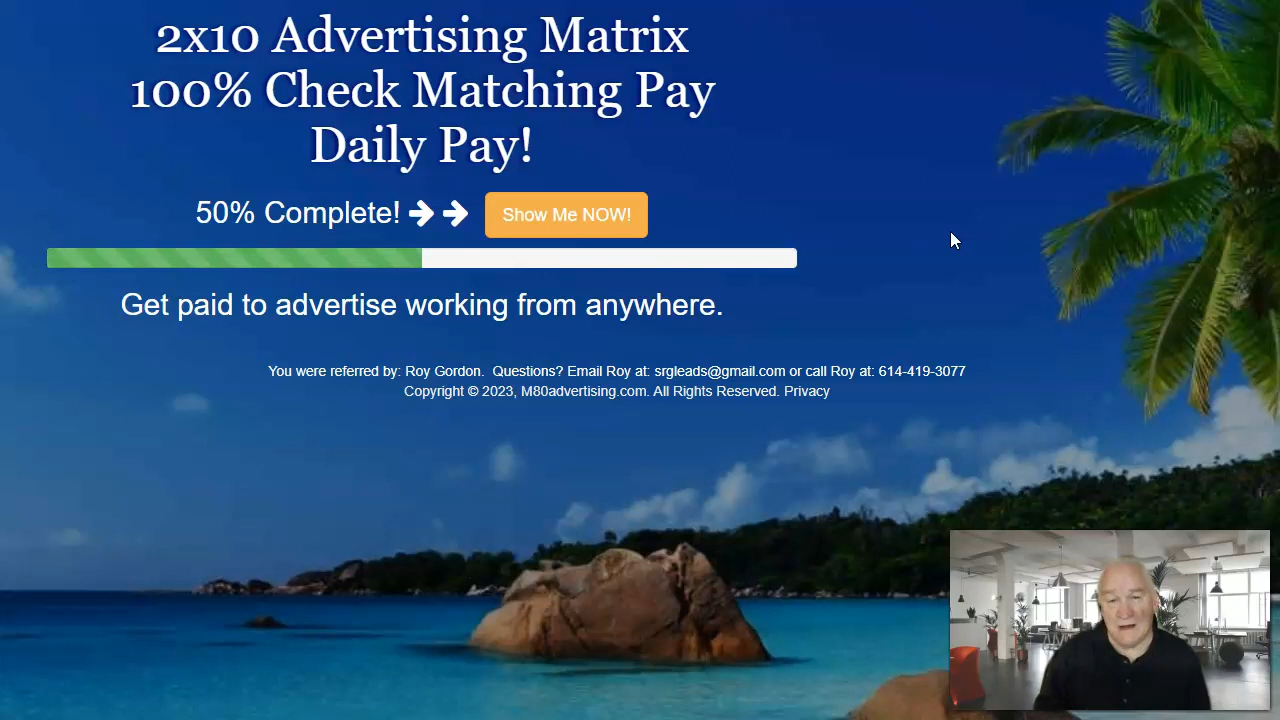 2x10 Advertising Matrix
100% Check Matching Pay
Daily Pay!
50% Complete! Show Me NOW!
Get paid to advertise working from anywhere.
You were referred by: Roy Gordon. Questions? Email Roy at: srgleads@gmail.com or call Roy at: 614-419-3077
Copyright © 2023, M80advertising.com. All Rights Reserved. Privacy